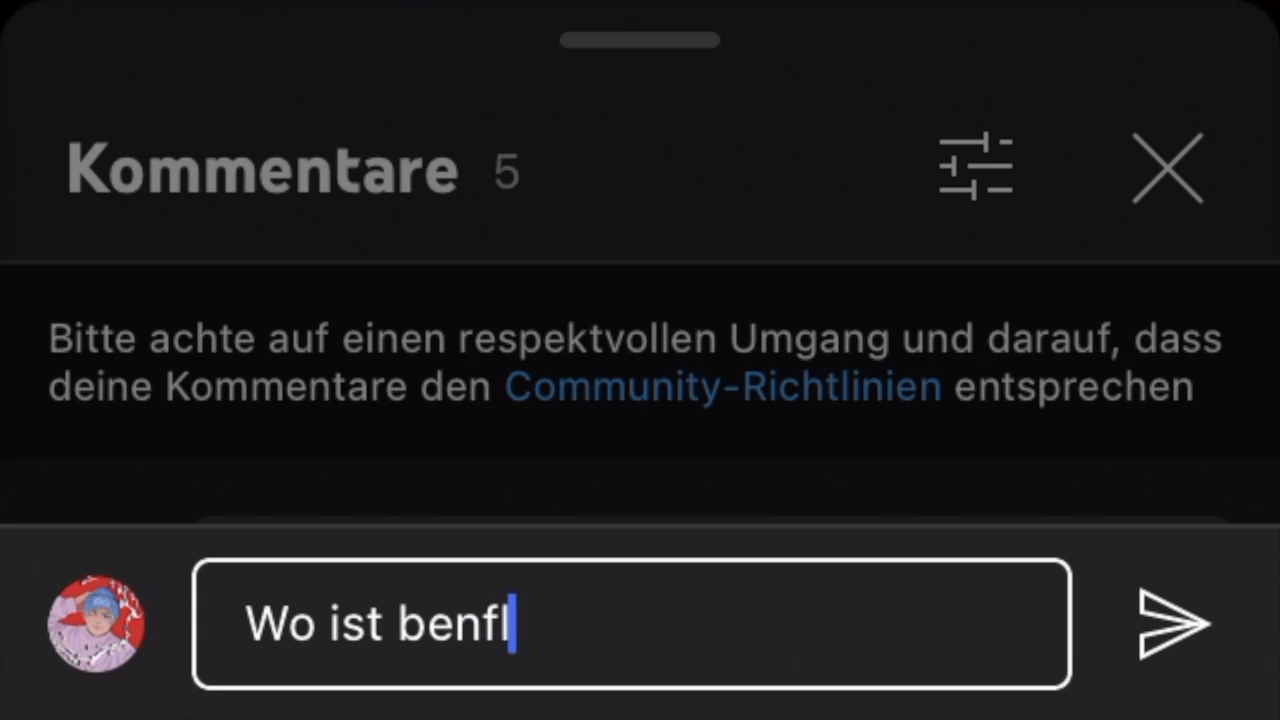 Kommentare 5
Bitte achte auf einen respektvollen Umgang und darauf, dass
deine Kommentare den Community-Richtlinien entsprechen
Wo ist benfl